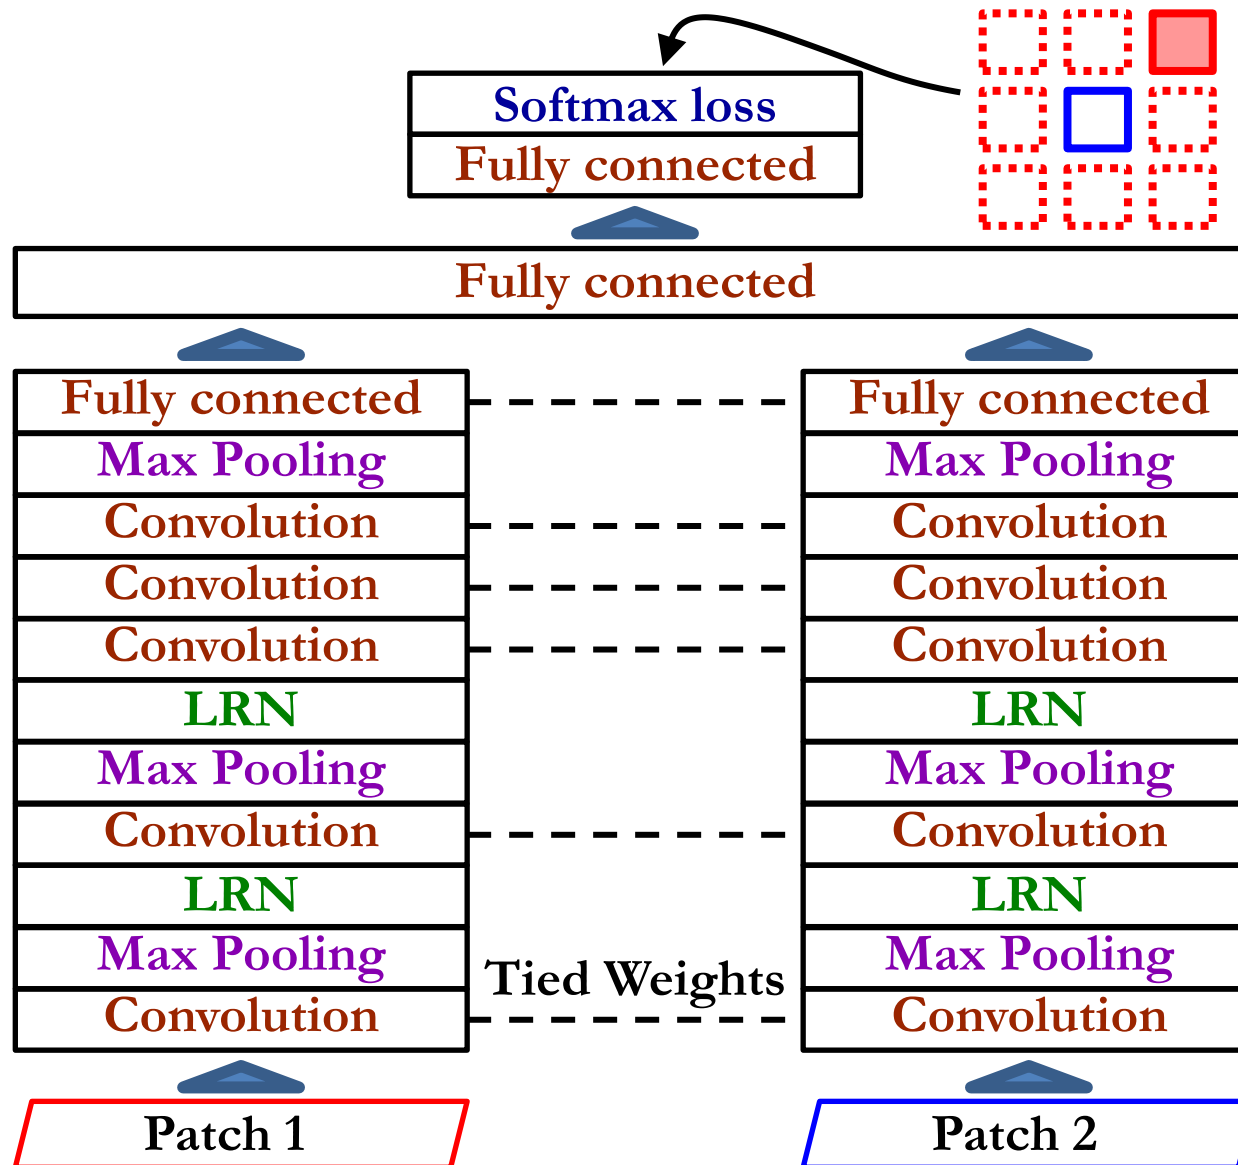 Softmax loss
Fully connected
Fully connected
Fully connected
Max Pooling
Convolution
Convolution
Convolution
LRN
Max Pooling
Convolution
LRN
Max Pooling
Convolution
Patch 1
Tied Weights
Fully connected
Max Pooling
Convolution
Convolution
Convolution
LRN
Max Pooling
Convolution
LRN
Max Pooling
Convolution
Patch 2